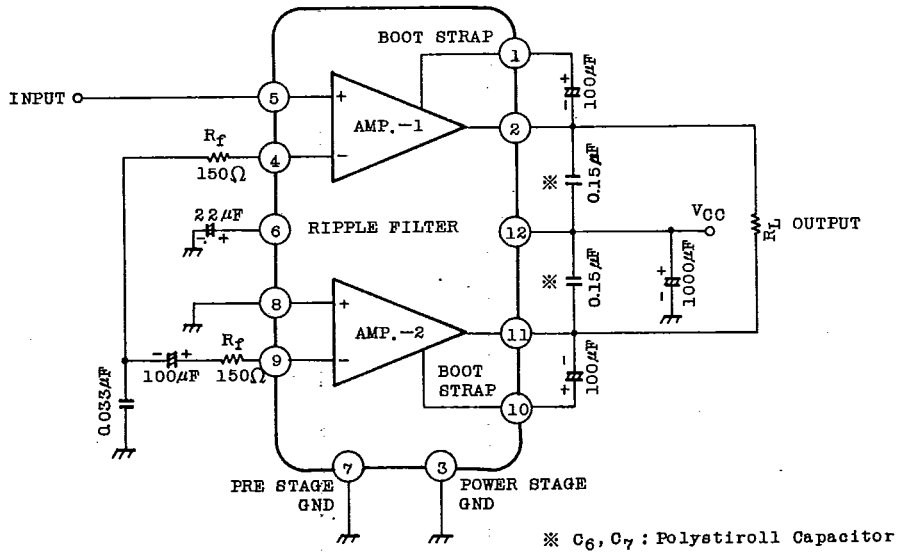 BOOT STRAP
1
+
-
100µF
INPUT
5
+
AMP.-1
2
Rf
150Ω
4
-
※
0.15µF
22µF
- +
6
RIPPLE FILTER
12
VCC
RL OUTPUT
※
0.15µF
+
-
1000µF
8
+
AMP.-2
11
Rf
150Ω
9
-
- +
100µF
BOOT
STRAP
-
+
100µF
10
0.033µF
PRE STAGE
GND
7
3
POWER STAGE
GND
※ C6, C7 : Polystiroll Capacitor